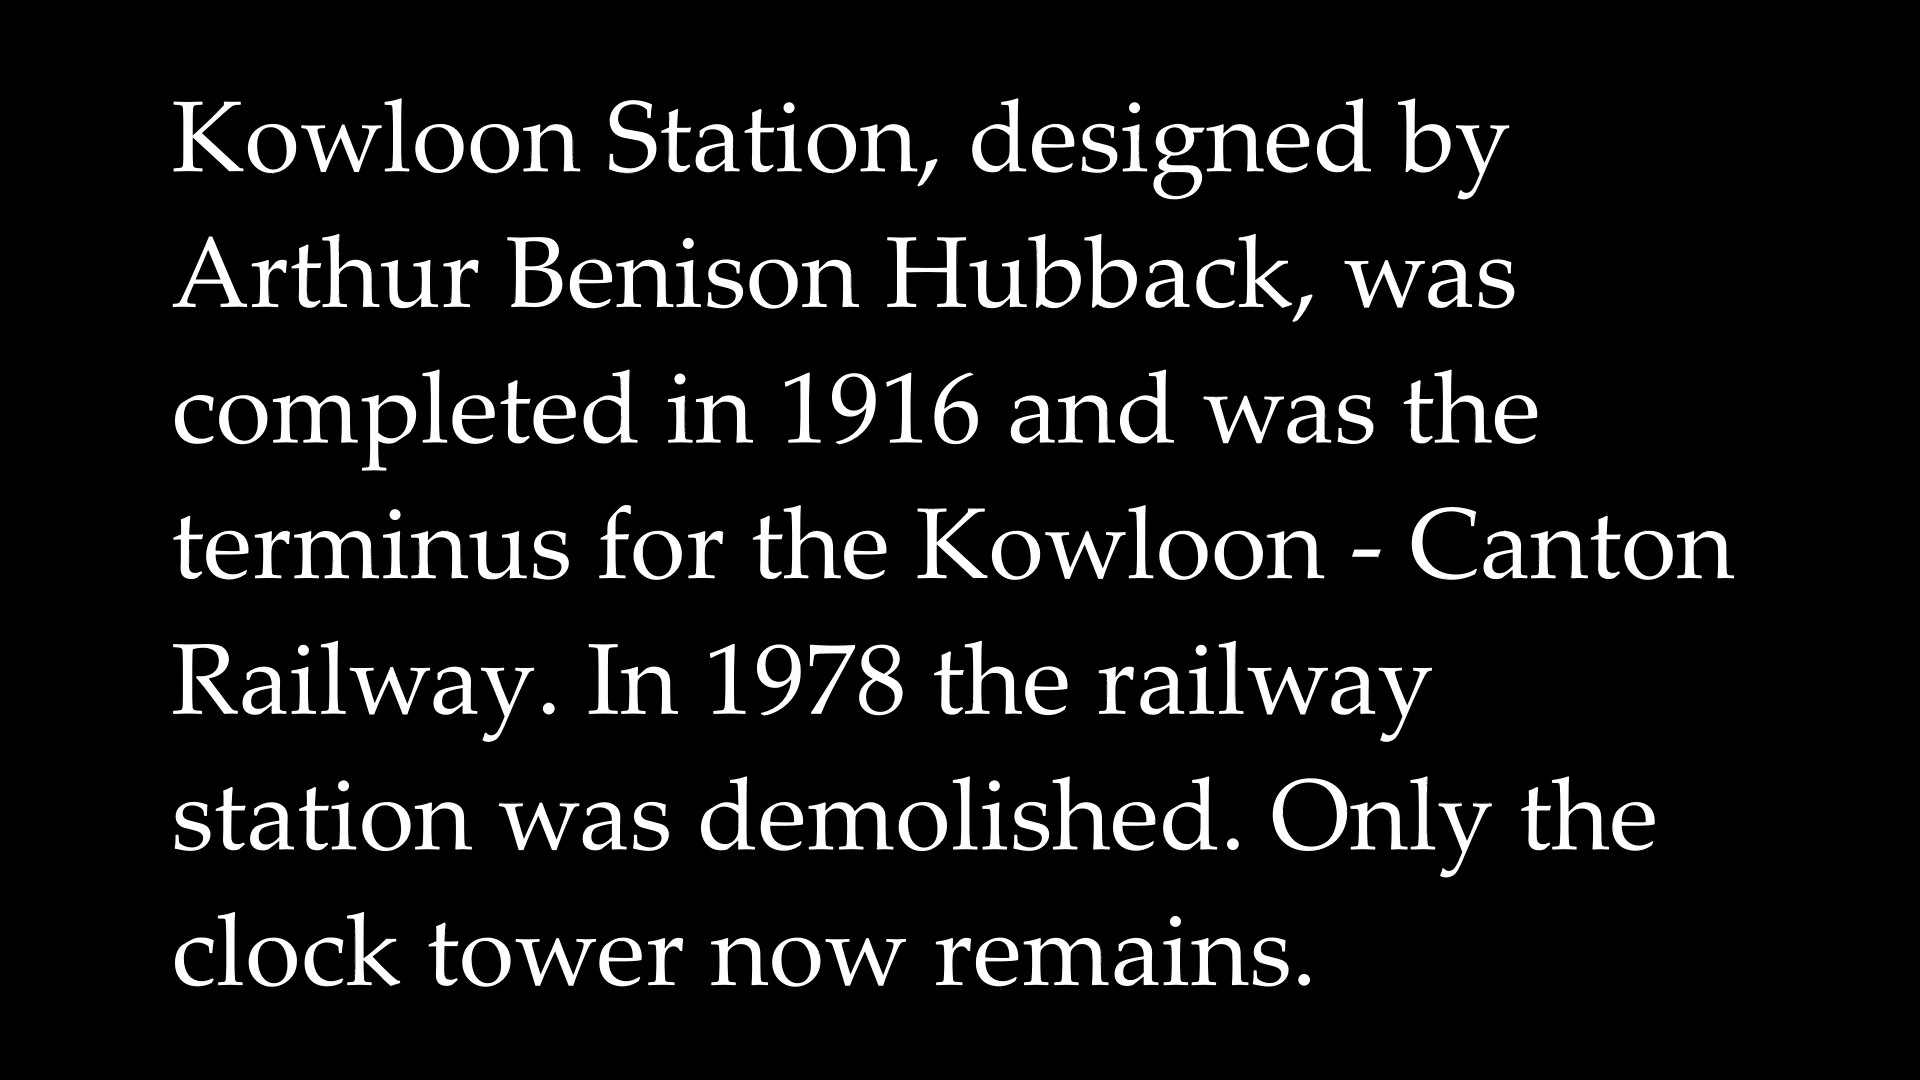 Kowloon Station, designed by
Arthur Benison Hubback, was
completed in 1916 and was the
terminus for the Kowloon - Canton
Railway. In 1978 the railway
station was demolished. Only the
clock tower now remains.